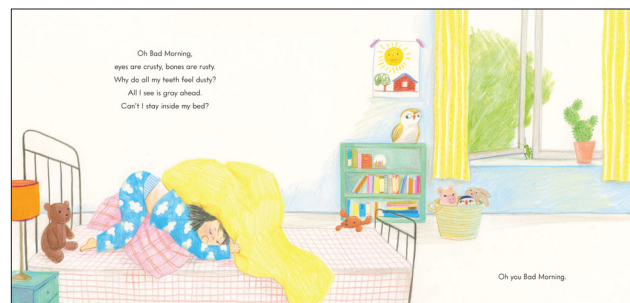 Oh Bad Morning,
eyes are crusty, bones are rusty.
Why do all my teeth feel dusty?
All I see is gray ahead.
Can't I stay inside my bed?
Oh you Bad Morning.